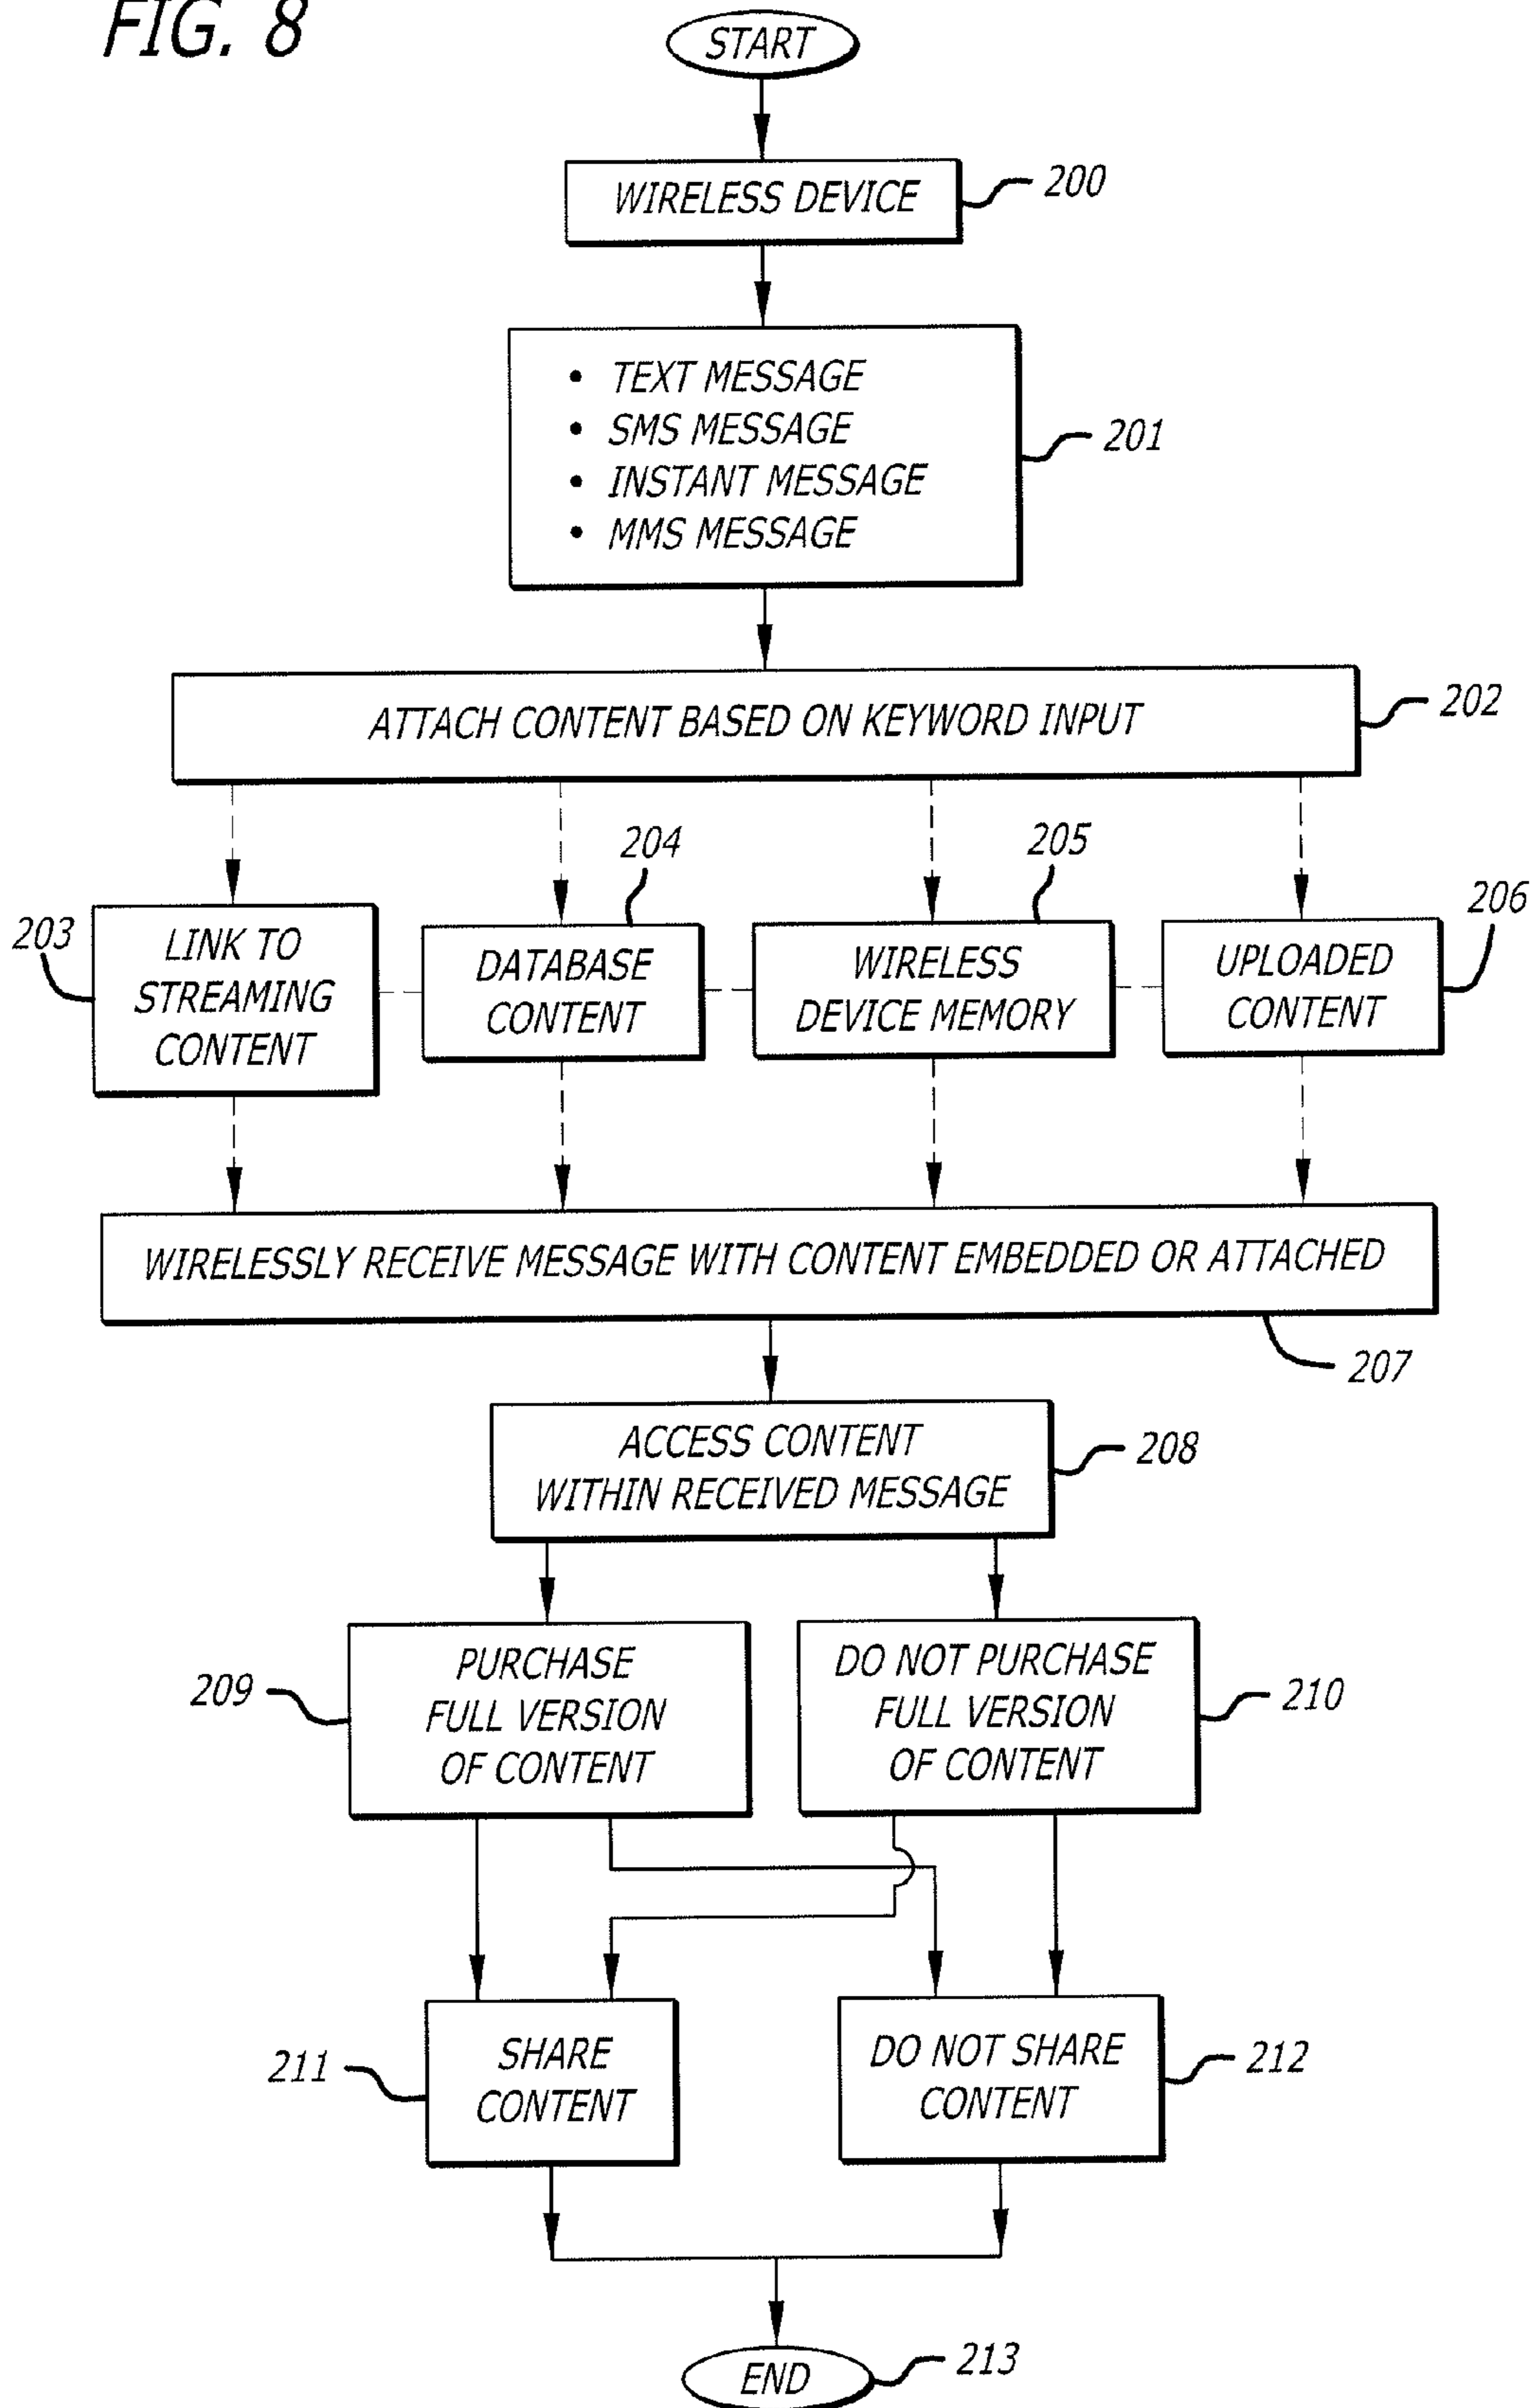 FIG. 8
START
WIRELESS DEVICE
200
• TEXT MESSAGE
• SMS MESSAGE
• INSTANT MESSAGE
• MMS MESSAGE
201
ATTACH CONTENT BASED ON KEYWORD INPUT
202
203
LINK TO
STREAMING
CONTENT
204
DATABASE
CONTENT
205
WIRELESS
DEVICE MEMORY
206
UPLOADED
CONTENT
WIRELESSLY RECEIVE MESSAGE WITH CONTENT EMBEDDED OR ATTACHED
207
ACCESS CONTENT
WITHIN RECEIVED MESSAGE
208
209
PURCHASE
FULL VERSION
OF CONTENT
DO NOT PURCHASE
FULL VERSION
OF CONTENT
210
211
SHARE
CONTENT
DO NOT SHARE
CONTENT
212
END
213